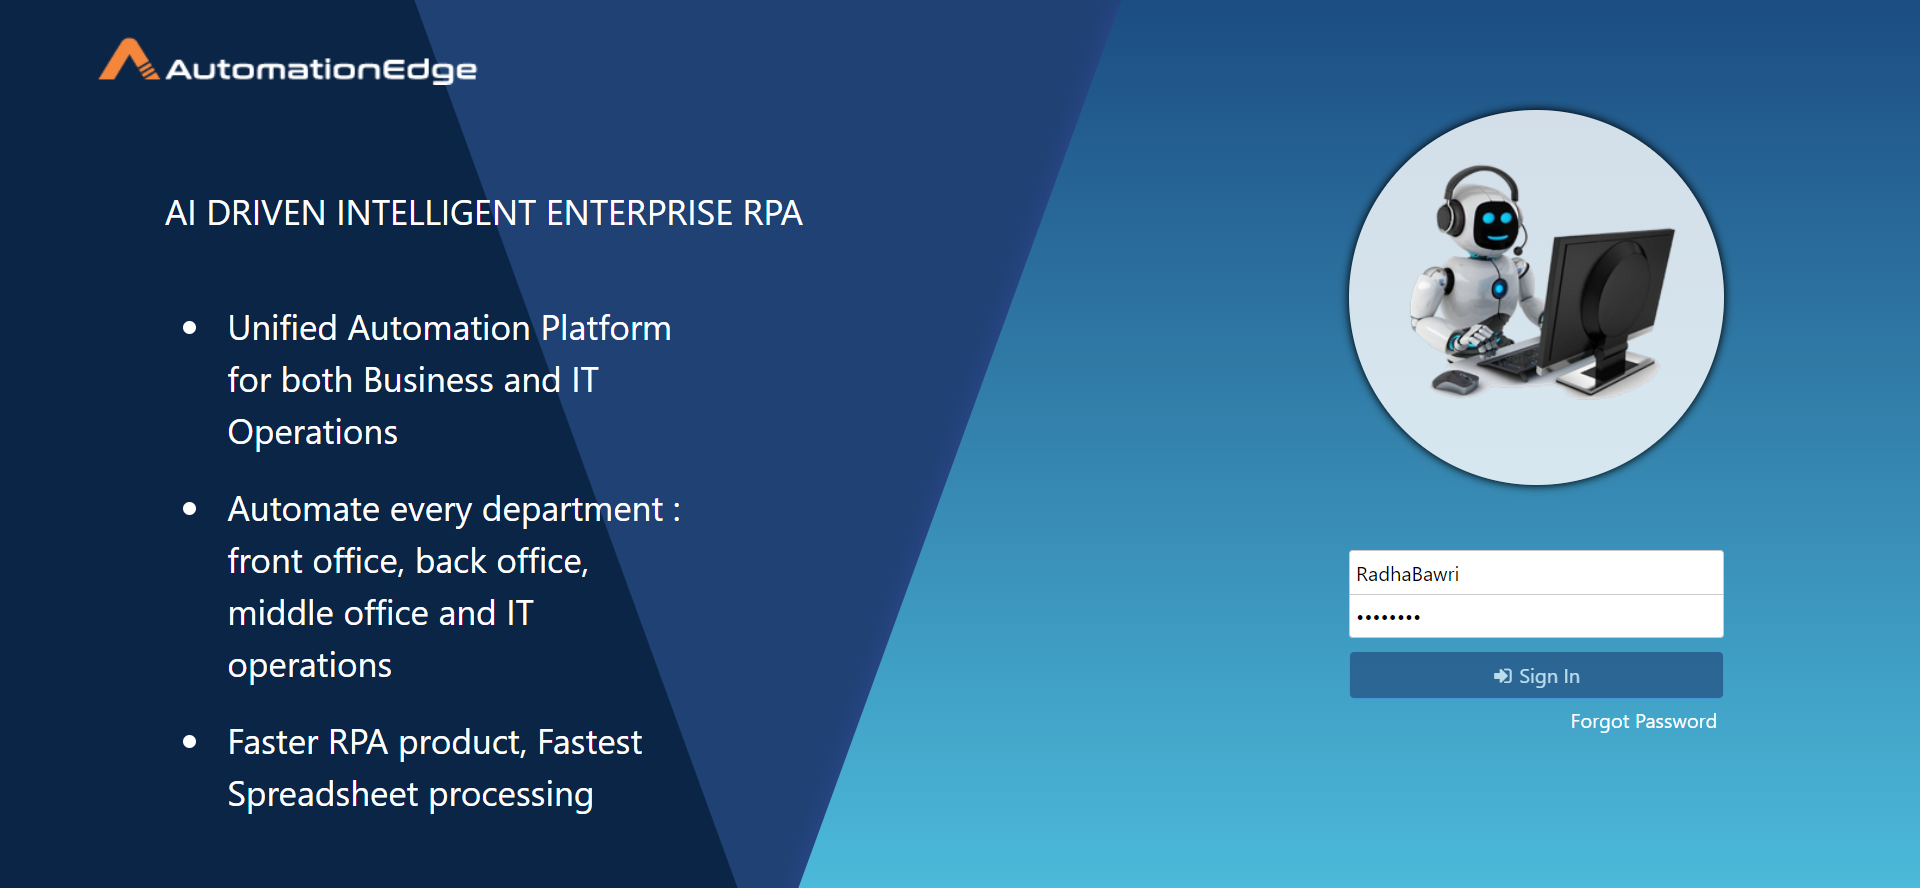 AutomationEdge
AI DRIVEN INTELLIGENT ENTERPRISE RPA
Unified Automation Platform
for both Business and IT
Operations
Automate every department :
front office, back office,
middle office and IT
operations
Faster RPA product, Fastest
Spreadsheet processing
RadhaBawri
••••••••
Sign In
Forgot Password